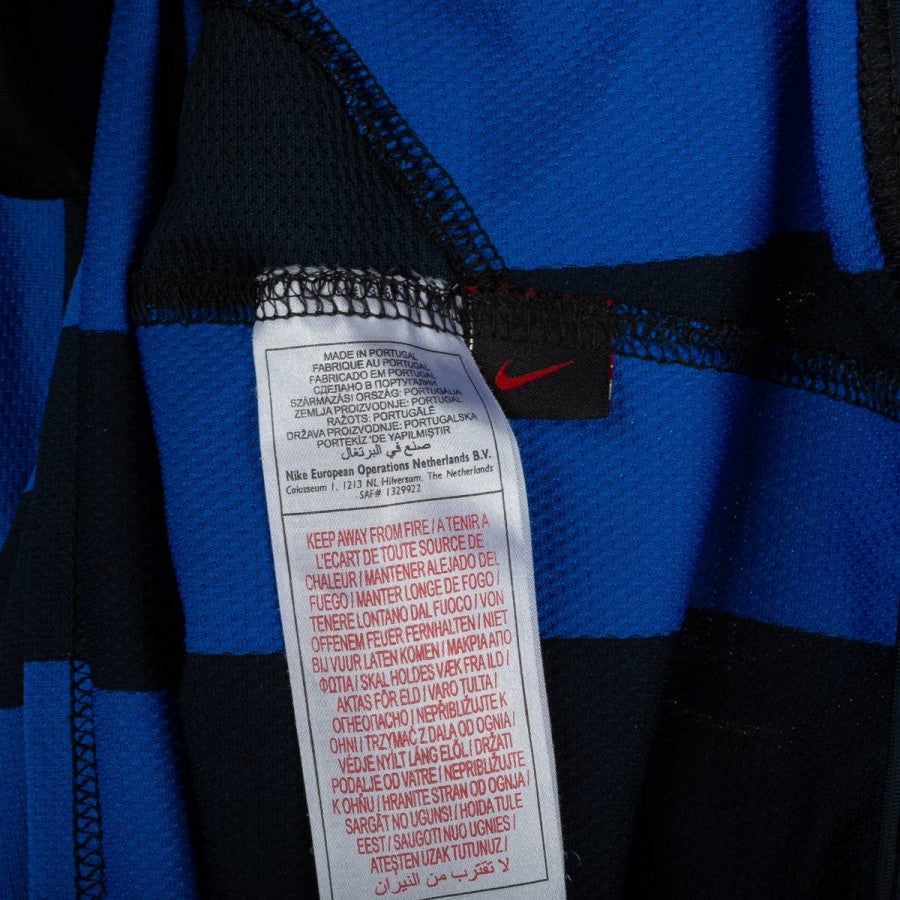 MADE IN PORTUGAL
FABRIQUE AU PORTUGAL
FABRICADO EM PORTUGAL
СДЕЛАНО В ПОРТУГАЛИИ
SZÁRMAZÁSI ORSZÁG: PORTUGÁLIA
ZEMLJA PROIZVODNJE: PORTUGAL
RAŽOTS: PORTUGĀLĒ
DRŽAVA PROIZVODNJE: PORTUGALSKA
PORTEKİZ'DE YAPILMIŞTIR
صنع في البرتغال
Nike European Operations Netherlands B.V.
Colosseum 1, 1213 NL Hilversum, The Netherlands
SAF# 1329922
KEEP AWAY FROM FIRE / A TENIR A
L'ECART DE TOUTE SOURCE DE
CHALEUR / MANTENER ALEJADO DEL
FUEGO / MANTER LONGE DE FOGO /
TENERE LONTANO DAL FUOCO / VON
OFFENEM FEUER FERNHALTEN / NIET
BIJ VUUR LATEN KOMEN / ΜΑΚΡΙΑ ΑΠΟ
ΦΩΤΙΑ / SKAL HOLDES VÆK FRA ILD /
AKTAS FÖR ELD / VARO TULTA /
ОГНЕОПАСНО / NEPŘIBLIŽUJTE K
OHNI / TRZYMAĆ Z DALA OD OGNIA /
VÉDJE NYÍLT LÁNG ELŐL / DRŽATI
PODALJE OD VATRE / NEPRIBLIŽUJTE
K OHŇU / HRANITE STRAN OD OGNJA /
SARGĀT NO UGUNS! / HOIDA TULE
EEST / SAUGOTI NUO UGNIES /
ATEŞTEN UZAK TUTUNUZ /
لا تقترب من النيران